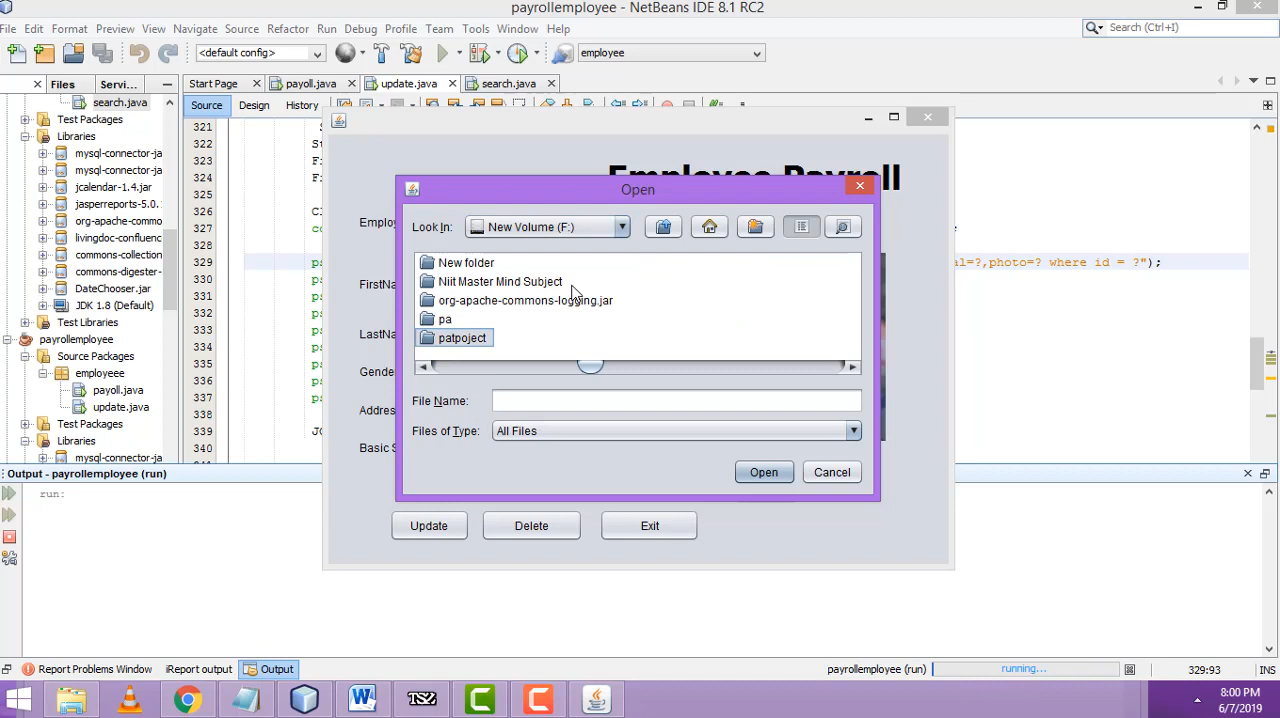 payrollemployee - NetBeans IDE 8.1 RC2
File Edit Format Preview View Navigate Source Refactor Run Debug Profile Team Tools Window Help
Search (Ctrl+I)
<default config>
employee
Files Servi...
Start Page payoll.java update.java search.java
Source Design History
search.java
Test Packages
Libraries
mysql-connector-ja
mysql-connector-ja
jcalendar-1.4.jar
jasperreports-5.0.
org-apache-commo
livingdoc-confluenc
commons-collection
commons-digester-
DateChooser.jar
JDK 1.8 (Default)
Test Libraries
payrollemployee
Source Packages
employeee
payoll.java
update.java
Test Packages
Libraries
mysql-connector-ja
321
322
323
324
325
326
327
328
329 al=?,photo=? where id = ?");
330
331
332
333
334
335
336
337
338
339
340
Employee Payroll
Open
Look In: New Volume (F:)
New folder
Niit Master Mind Subject
org-apache-commons-logging.jar
pa
patpoject
File Name:
Files of Type: All Files
Open Cancel
Employ
FirstNa
LastNa
Gende
Addres
Basic S
Update Delete Exit
Output - payrollemployee (run)
run:
Report Problems Window iReport output Output
payrollemployee (run) running... 329:93 INS
TS2
8:00 PM
6/7/2019